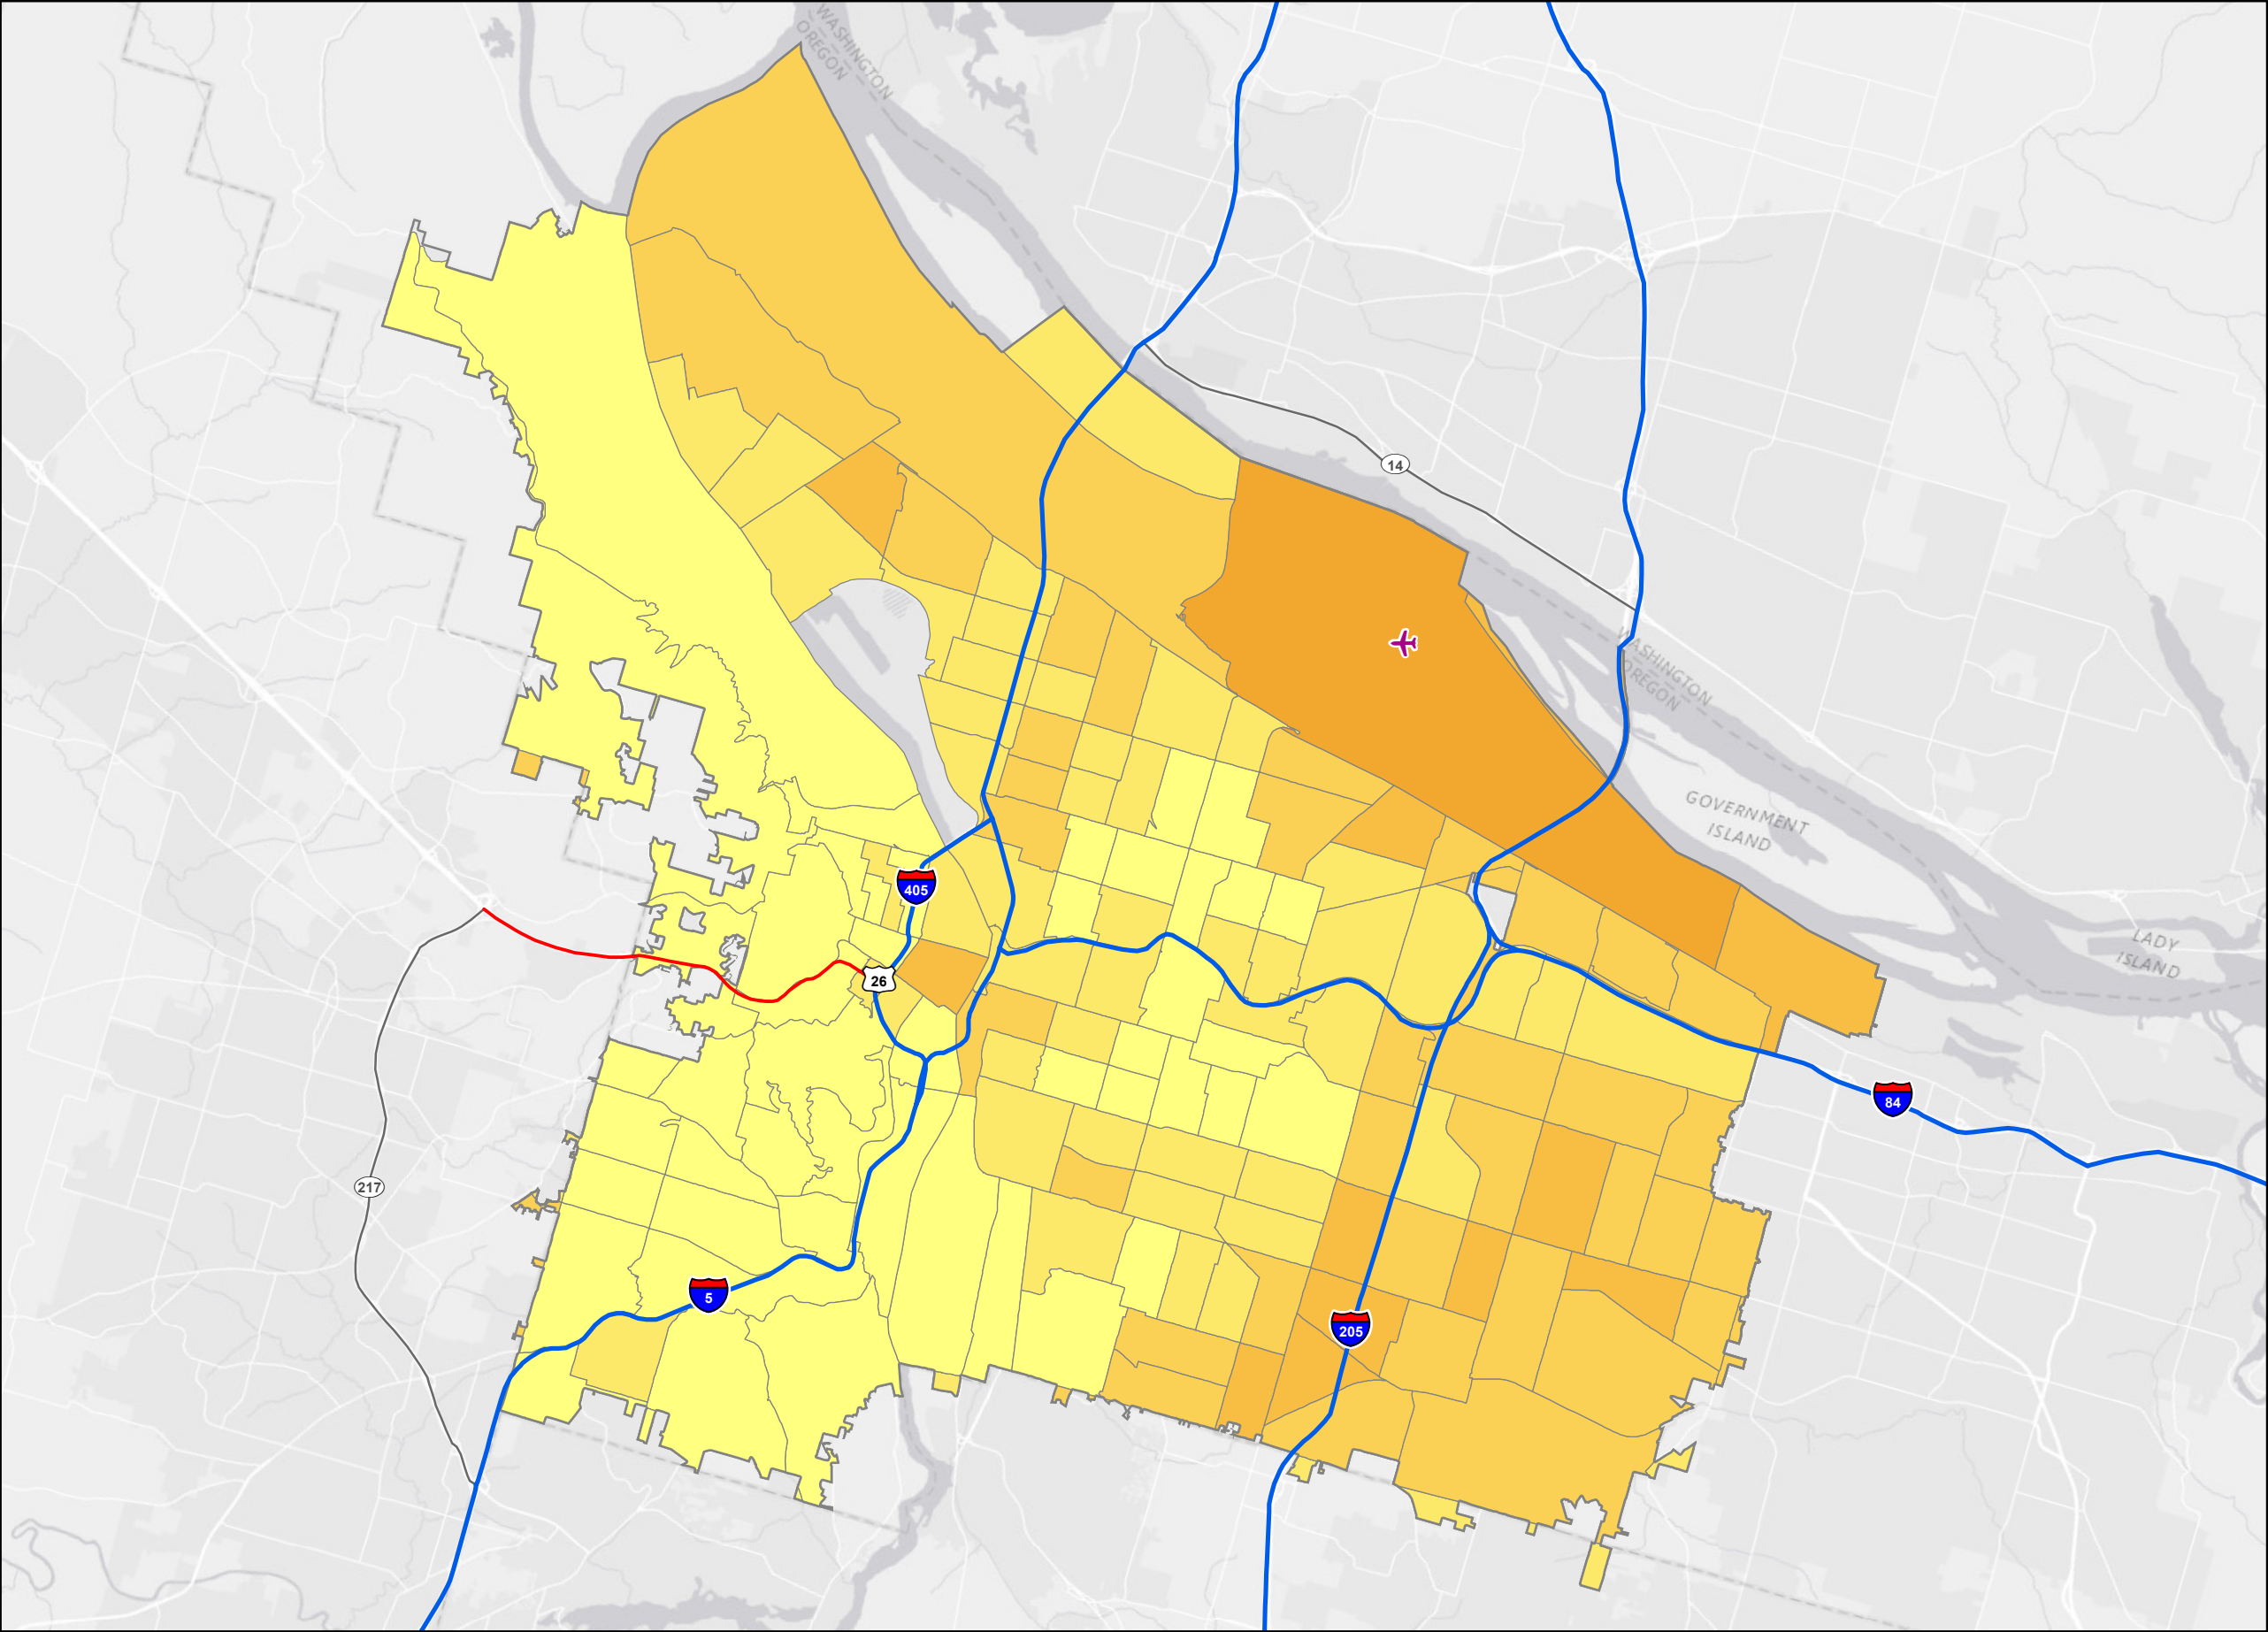 WASHINGTON
OREGON
14
WASHINGTON
OREGON
GOVERNMENT
ISLAND
405
LADY
ISLAND
26
84
217
5
205